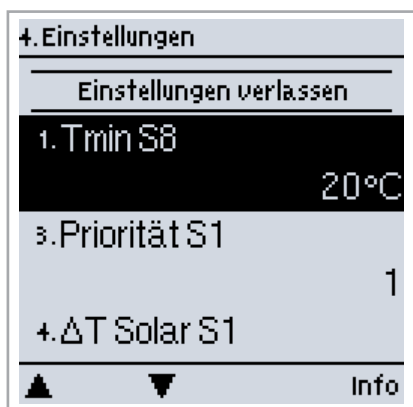 4.Einstellungen
Einstellungen verlassen
1.Tmin S8
20°C
3.Priorität S1
1
4.ΔT Solar S1
Info